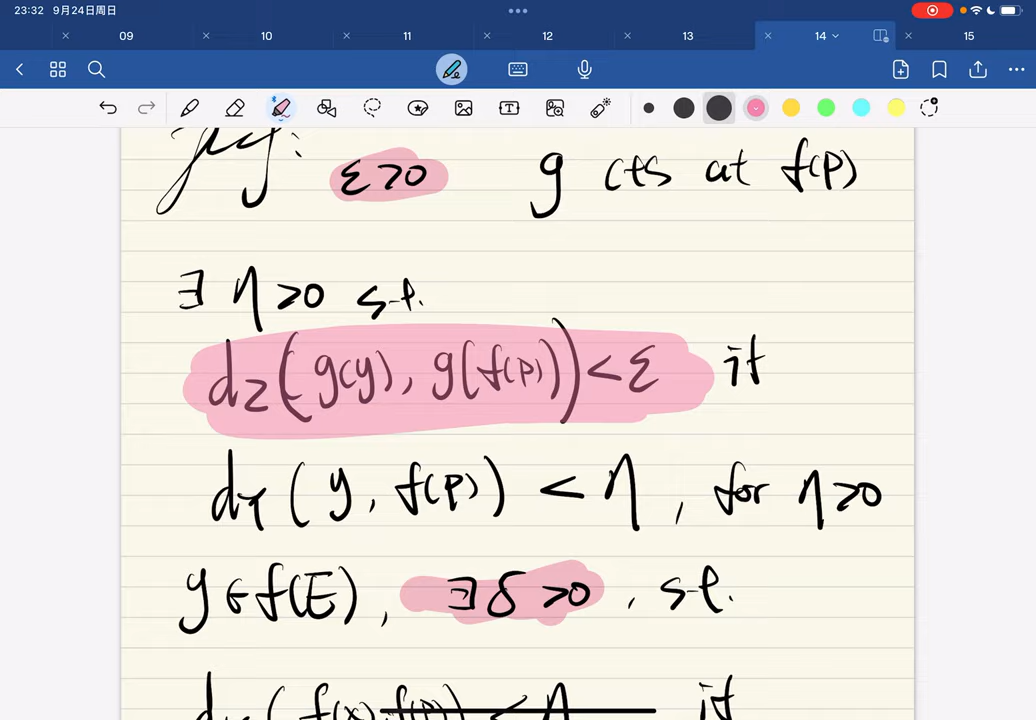 23:32 9月24日周日
09 10 11 12 13 14 15
ε>0 g cts at f(p)
∃ η>0 s.t.
dz(g(y), g(f(p)))<ε if
dY(y, f(p)) < η, for η>0
y∈f(E), ∃δ>0, s.t.
f(x), f(p)) < η if